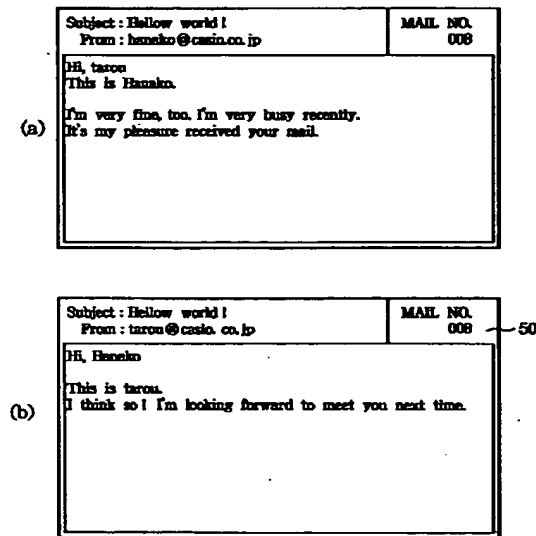 Subject : Hellow world !
MAIL NO.
From : hanako@casio.co.jp
008
(a)
Hi, tarou
This is Hanako.
I'm very fine, too. I'm very busy recently.
It's my pleasure received your mail.
Subject : Hellow world !
MAIL NO.
From : tarou@casio. co. jp
008
50
(b)
Hi, Hanako
This is tarou.
I think so ! I'm looking forward to meet you next time.